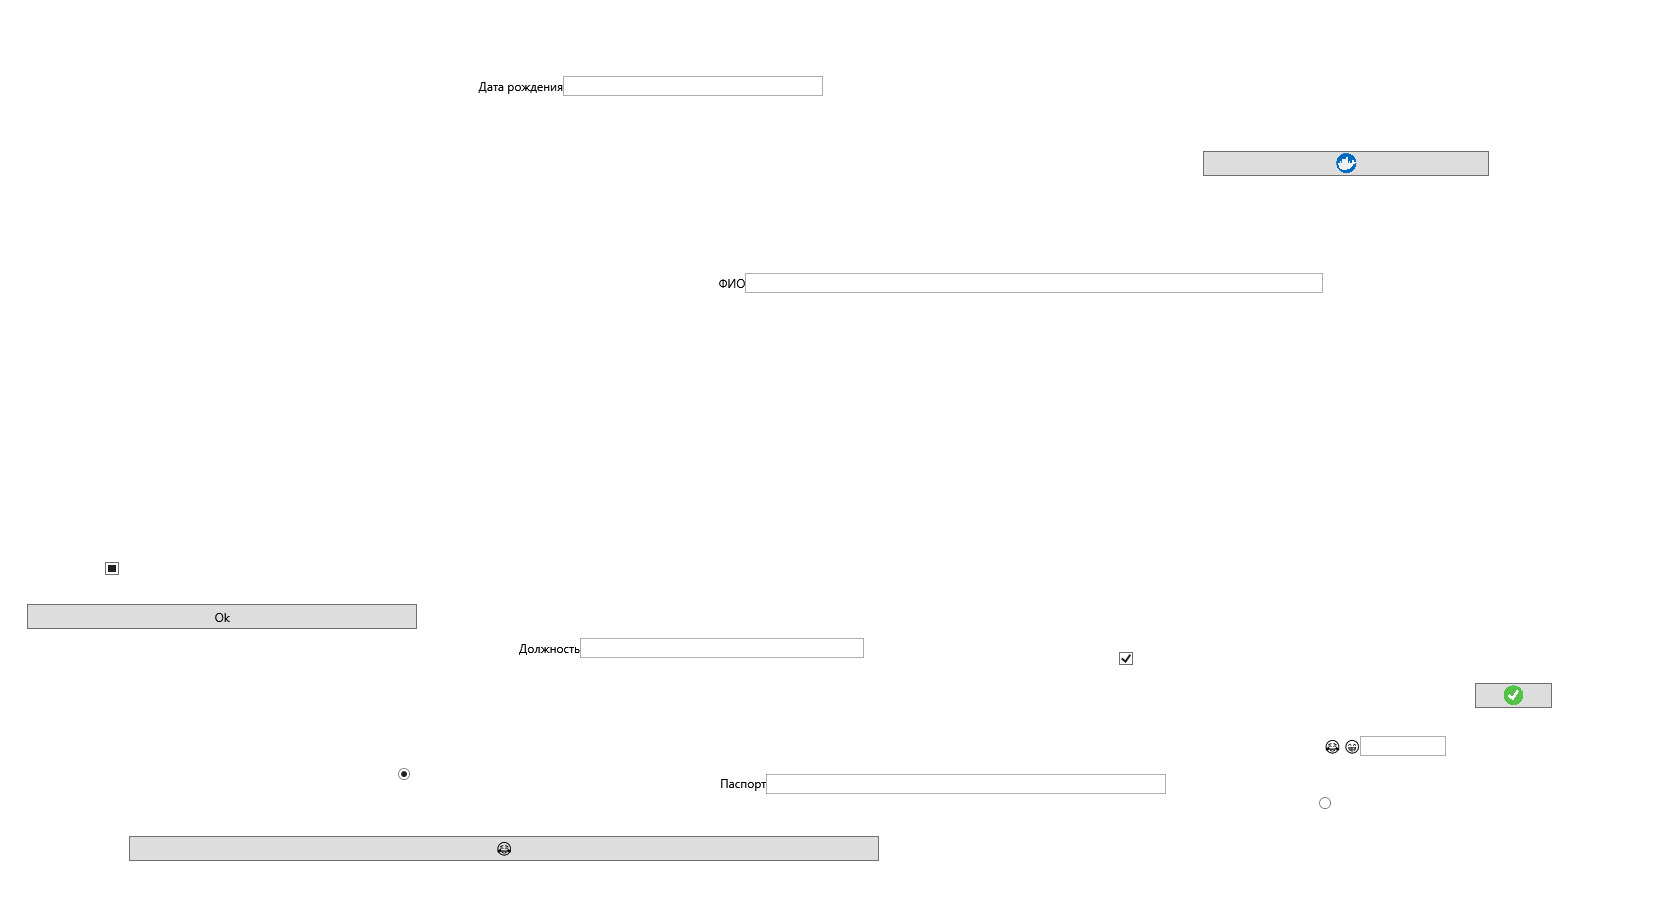 Дата рождения
ФИО
Ok
Должность
😂 😁
Паспорт
😂